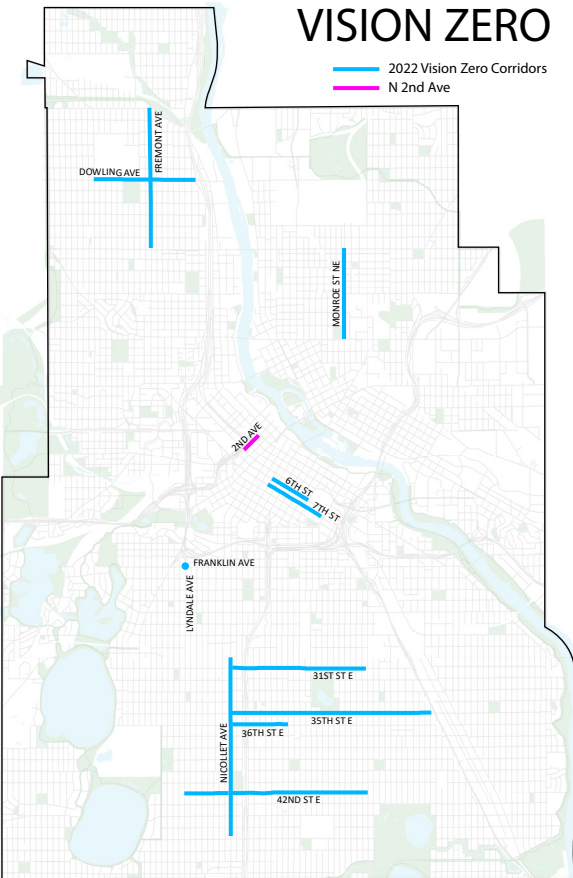 VISION ZERO
2022 Vision Zero Corridors
N 2nd Ave
FREMONT AVE
DOWLING AVE
MONROE ST NE
2ND AVE
6TH ST
7TH ST
FRANKLIN AVE
LYNDALE AVE
31ST ST E
35TH ST E
36TH ST E
NICOLLET AVE
42ND ST E